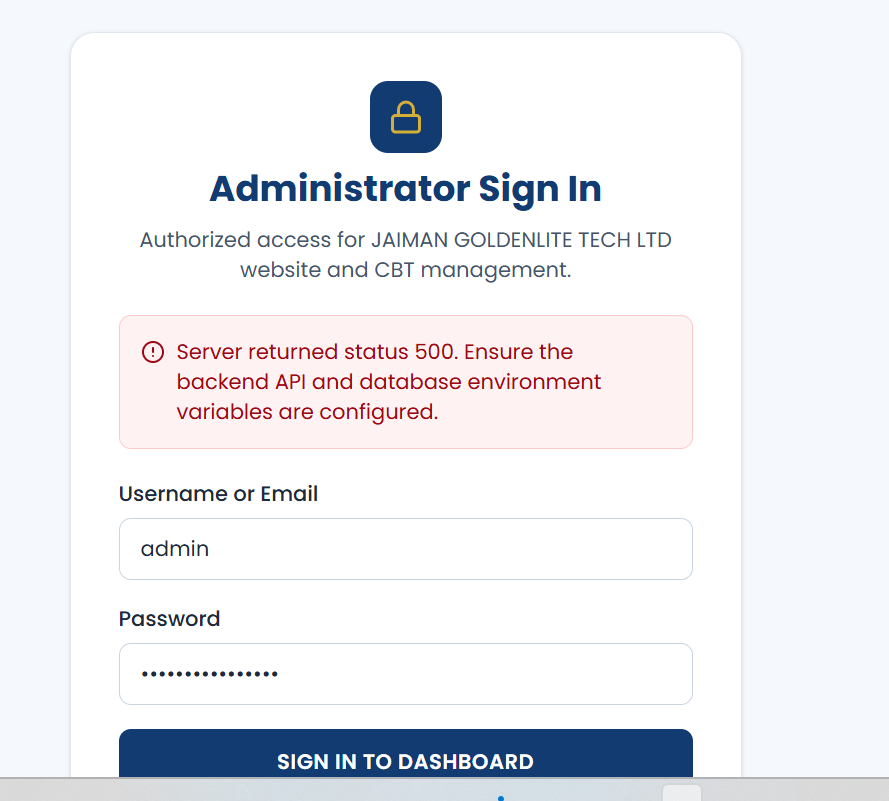 Administrator Sign In
Authorized access for JAIMAN GOLDENLITE TECH LTD
website and CBT management.
Server returned status 500. Ensure the
backend API and database environment
variables are configured.
Username or Email
admin
Password
••••••••••••••••
SIGN IN TO DASHBOARD